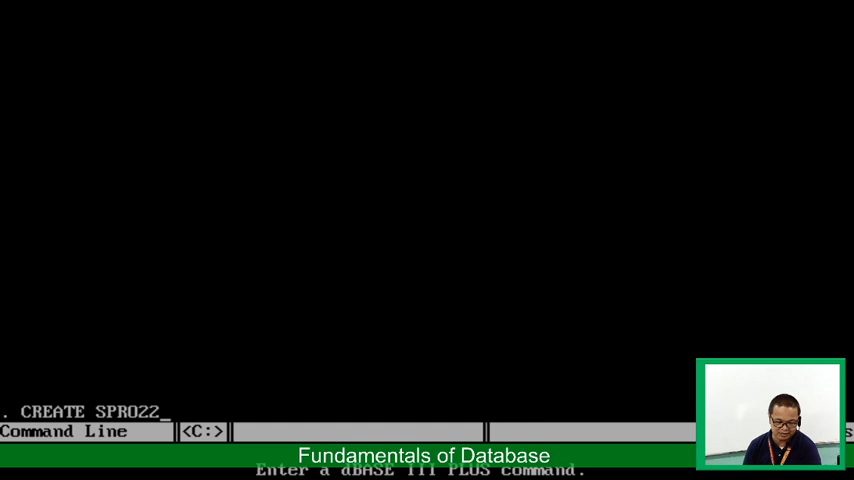 . CREATE SPRO22_
Command Line <C:>
Fundamentals of Database
Enter a dBASE III PLUS command.